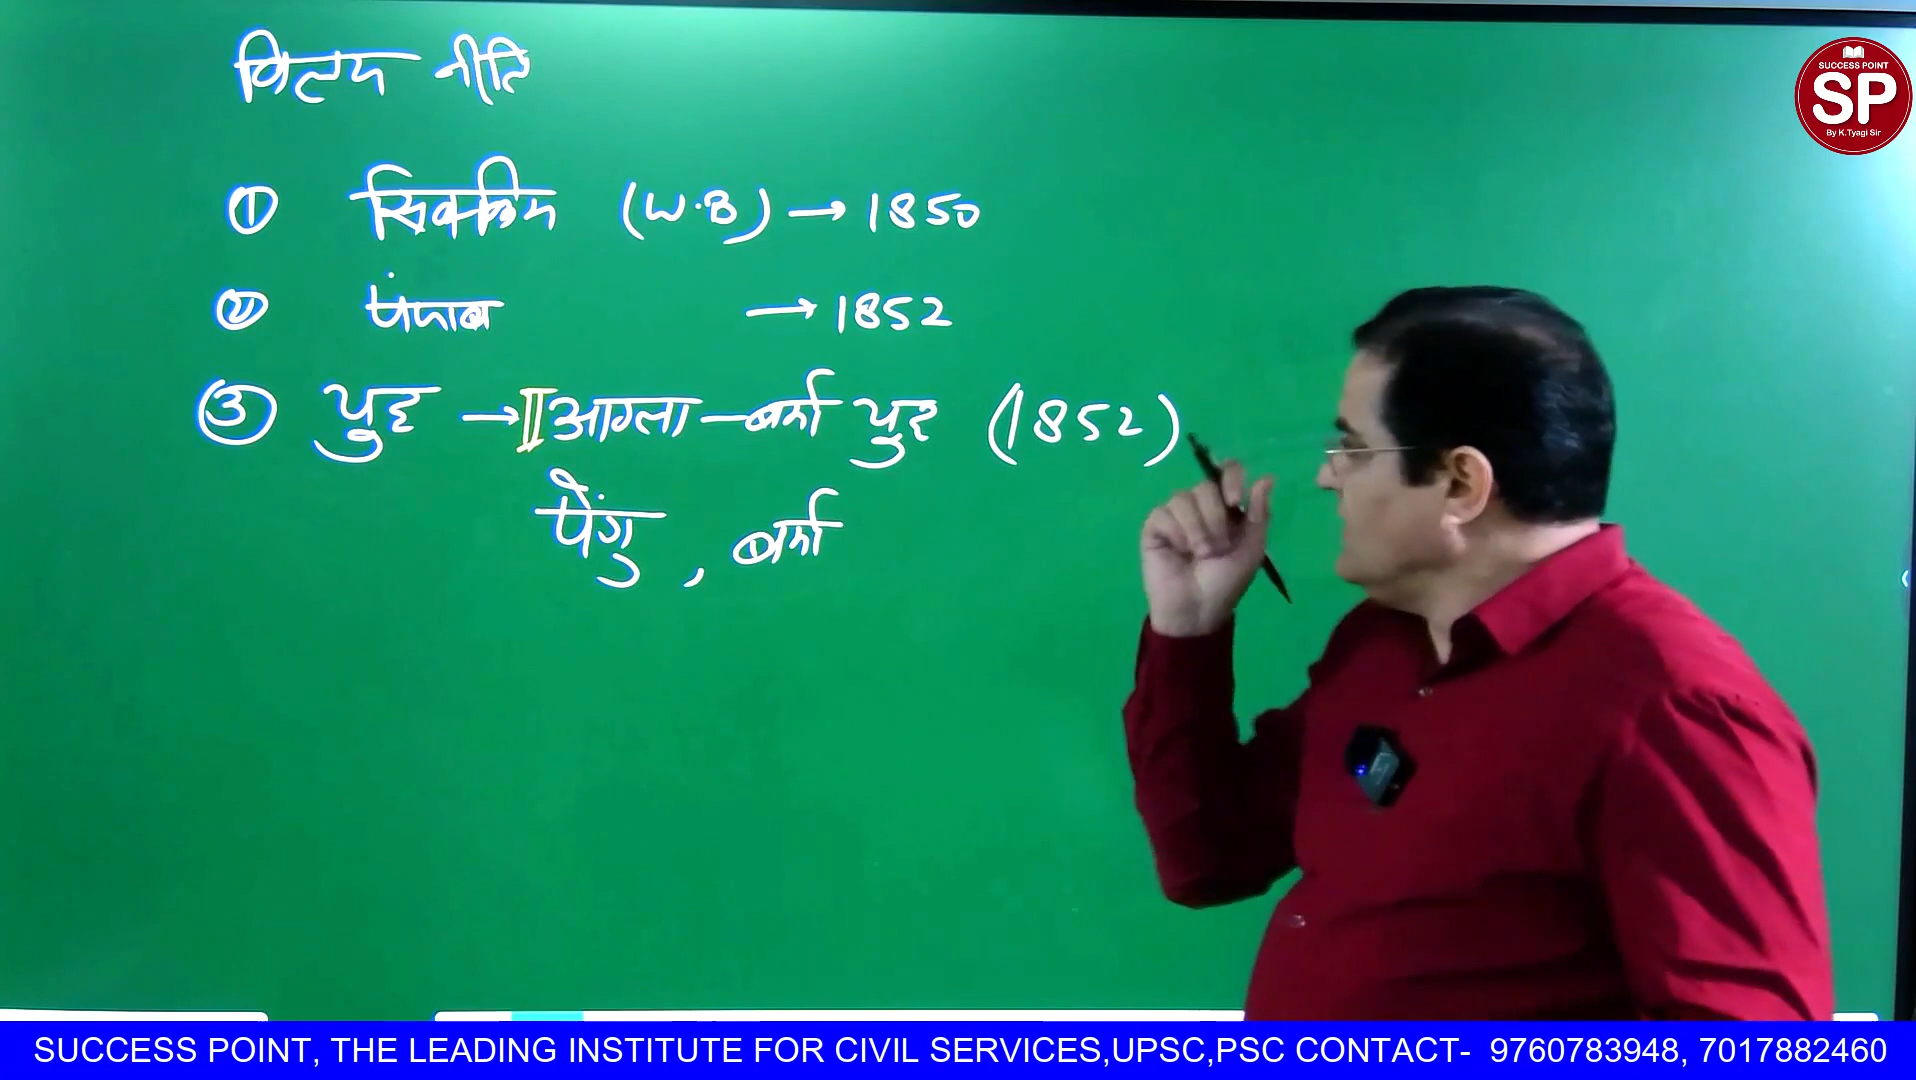 विलय नीति
① सिक्किम (W.B) → 1850
② पंजाब → 1852
③ युद्ध → II आंग्ला – बर्मा युद्ध (1852)
पेंगु, बर्मा
SUCCESS POINT
SP
By K.Tyagi Sir
SUCCESS POINT, THE LEADING INSTITUTE FOR CIVIL SERVICES,UPSC,PSC CONTACT- 9760783948, 7017882460